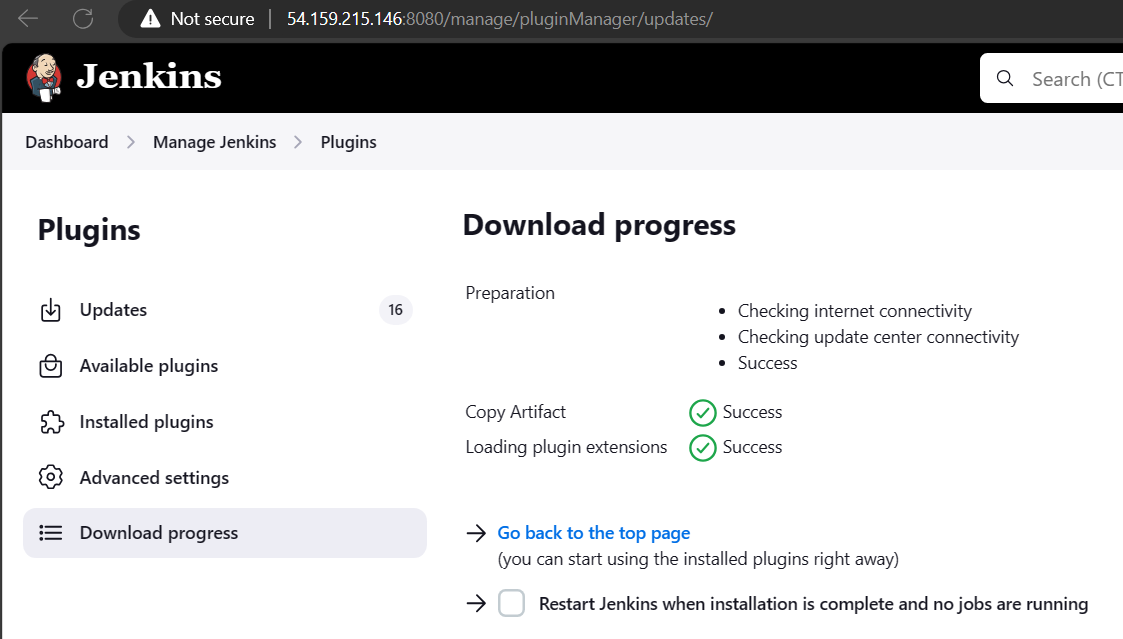 Not secure | 54.159.215.146:8080/manage/pluginManager/updates/
Jenkins
Search (CT
Dashboard > Manage Jenkins > Plugins
Plugins
Updates 16
Available plugins
Installed plugins
Advanced settings
Download progress
Download progress
Preparation
• Checking internet connectivity
• Checking update center connectivity
• Success
Copy Artifact Success
Loading plugin extensions Success
→ Go back to the top page
(you can start using the installed plugins right away)
→ Restart Jenkins when installation is complete and no jobs are running